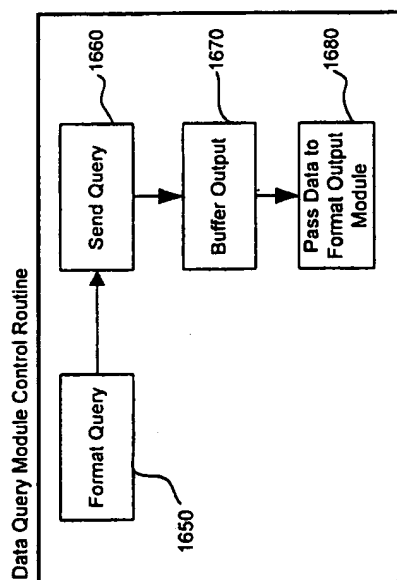 Data Query Module Control Routine
Format Query
1650
Send Query
1660
Buffer Output
1670
Pass Data to
Format Output
Module
1680